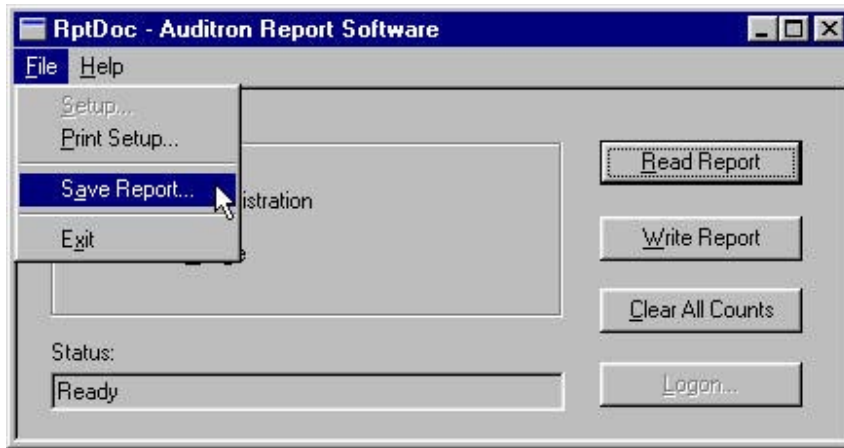 RptDoc - Auditron Report Software
File Help
Setup...
Print Setup...
Save Report...
Exit
istration
Read Report
Write Report
Clear All Counts
Logon...
Status:
Ready